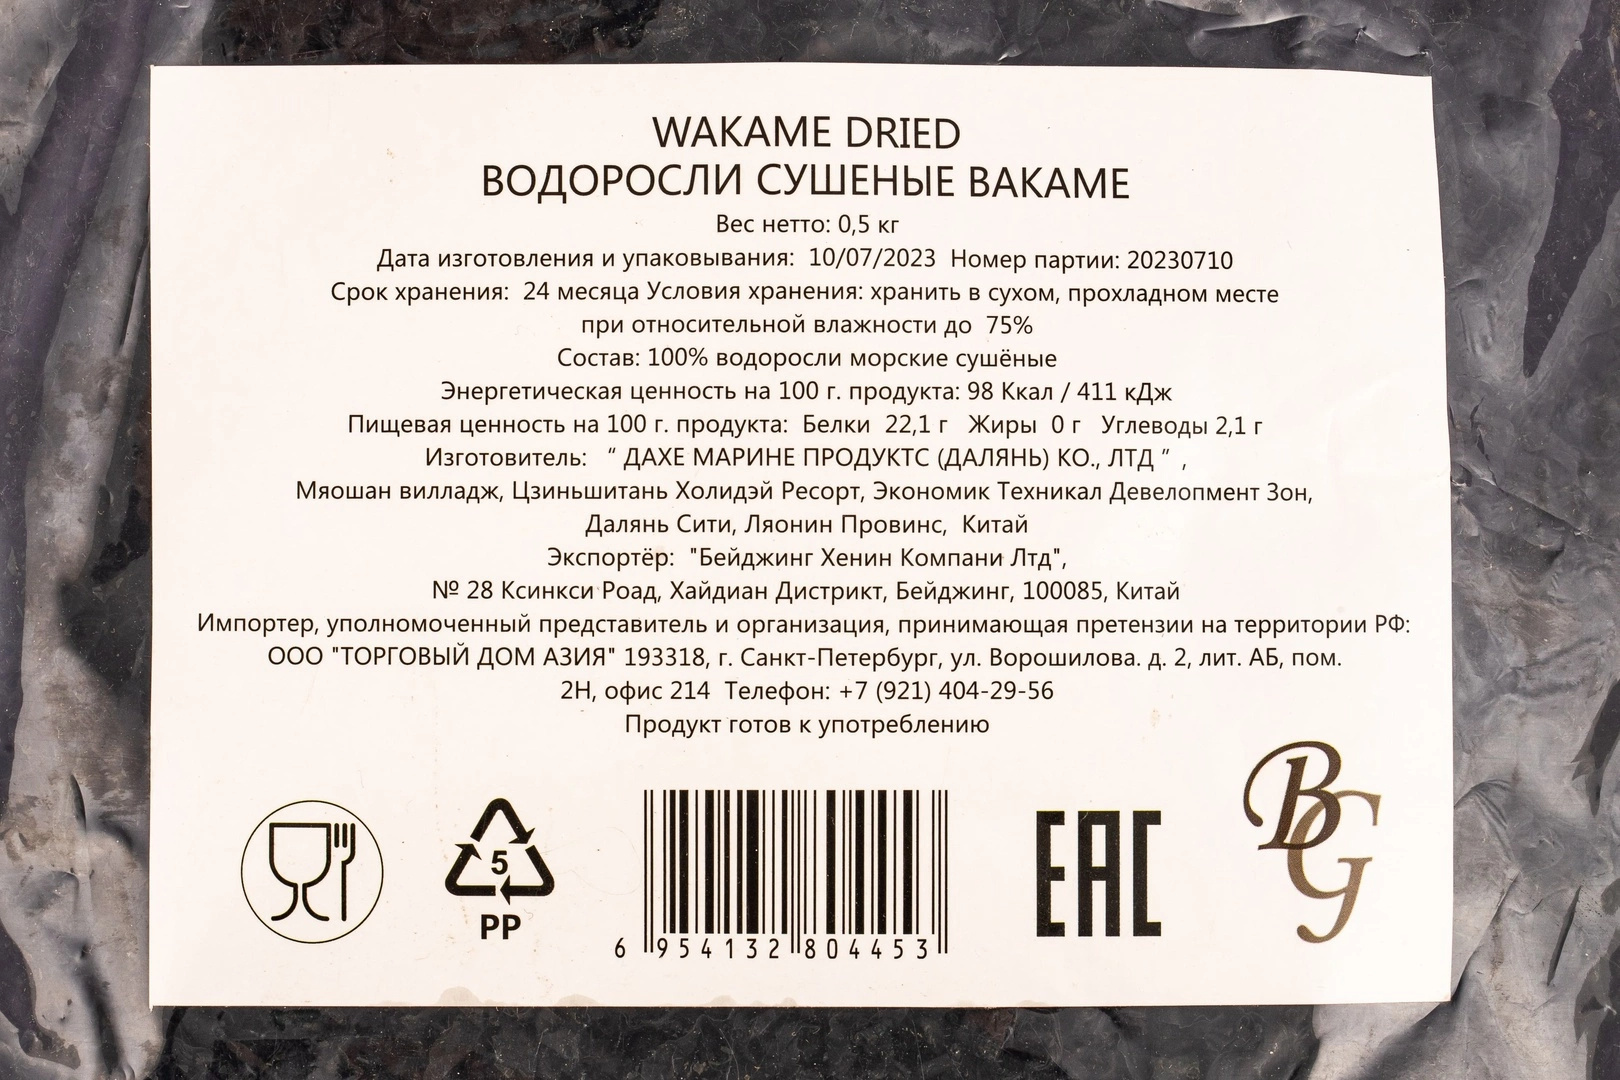 WAKAME DRIED
ВОДОРОСЛИ СУШЕНЫЕ ВАКАМЕ
Вес нетто: 0,5 кг
Дата изготовления и упаковывания: 10/07/2023 Номер партии: 20230710
Срок хранения: 24 месяца Условия хранения: хранить в сухом, прохладном месте
при относительной влажности до 75%
Состав: 100% водоросли морские сушёные
Энергетическая ценность на 100 г. продукта: 98 Ккал / 411 кДж
Пищевая ценность на 100 г. продукта: Белки 22,1 г Жиры 0 г Углеводы 2,1 г
Изготовитель: “ ДАХЕ МАРИНЕ ПРОДУКТС (ДАЛЯНЬ) КО., ЛТД ” ,
Мяошан вилладж, Цзиньшитань Холидэй Ресорт, Экономик Техникал Девелопмент Зон,
Далянь Сити, Ляонин Провинс, Китай
Экспортёр: "Бейджинг Хенин Компани Лтд",
№ 28 Ксинкси Роад, Хайдиан Дистрикт, Бейджинг, 100085, Китай
Импортер, уполномоченный представитель и организация, принимающая претензии на территории РФ:
ООО "ТОРГОВЫЙ ДОМ АЗИЯ" 193318, г. Санкт-Петербург, ул. Ворошилова. д. 2, лит. АБ, пом.
2Н, офис 214 Телефон: +7 (921) 404-29-56
Продукт готов к употреблению
5
PP
6 954132 804453
EAC
BG